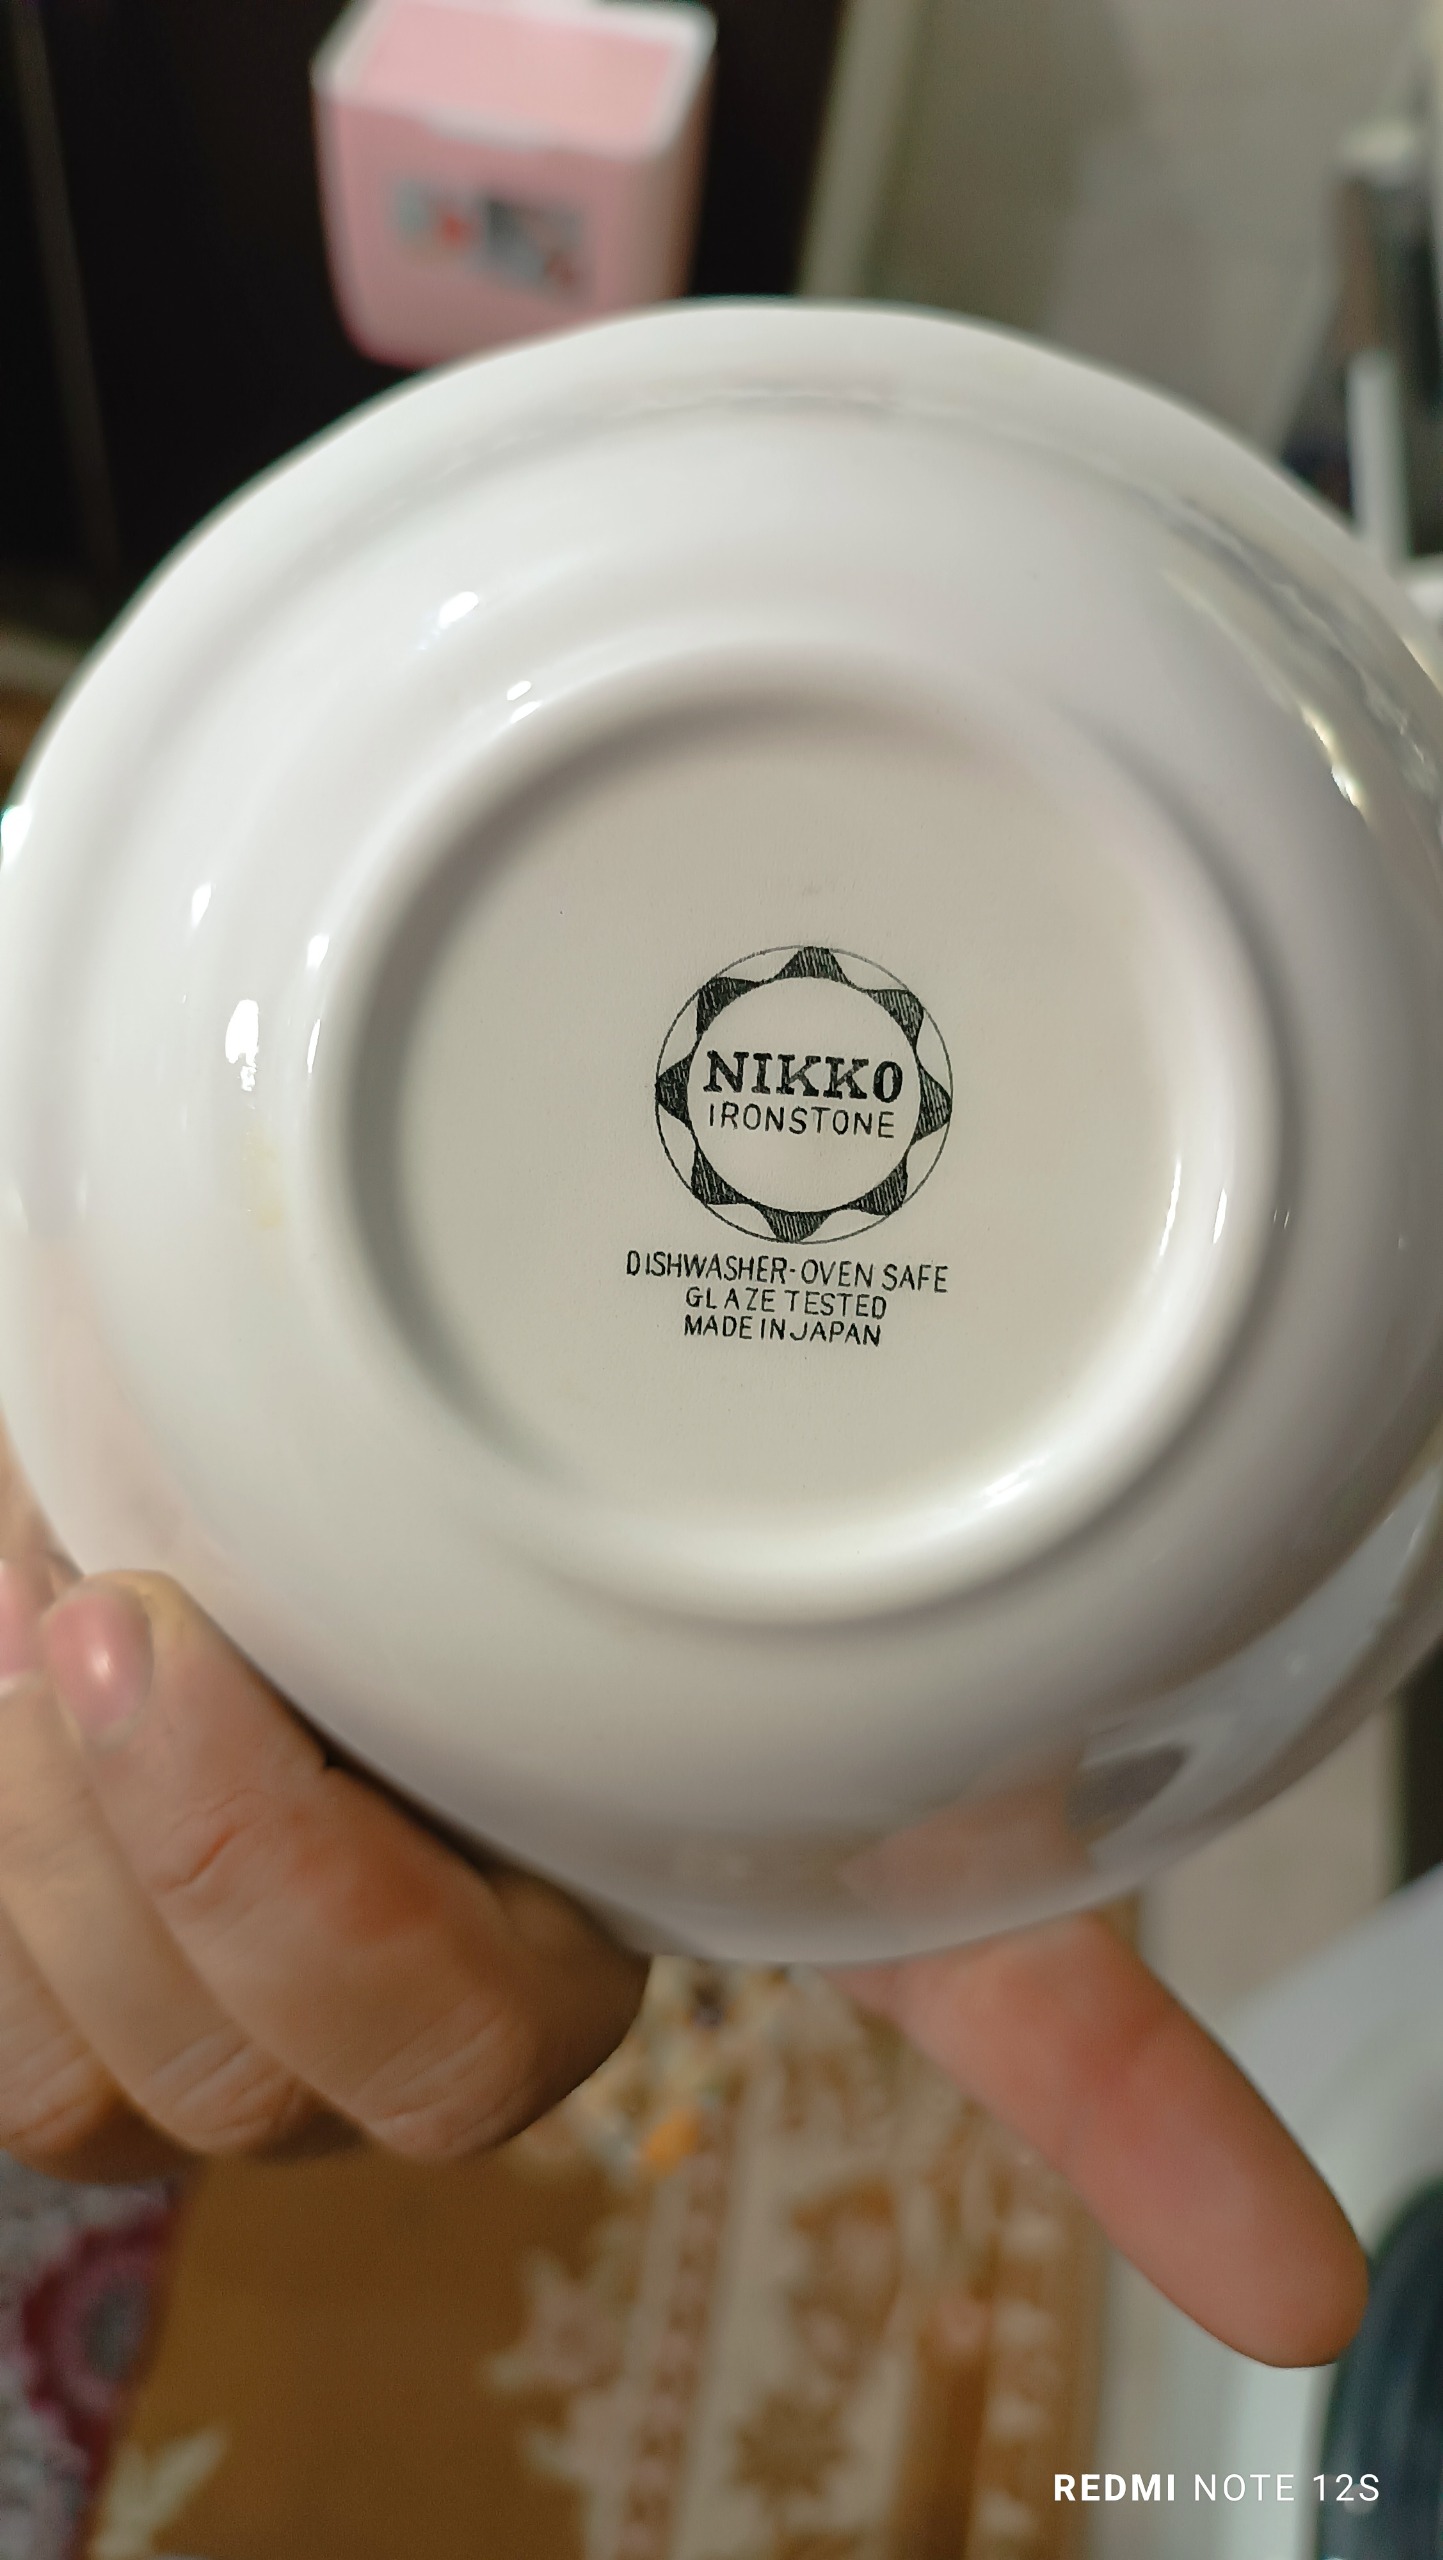 NIKKO
IRONSTONE
DISHWASHER-OVEN SAFE
GLAZE TESTED
MADE IN JAPAN
REDMI NOTE 12S